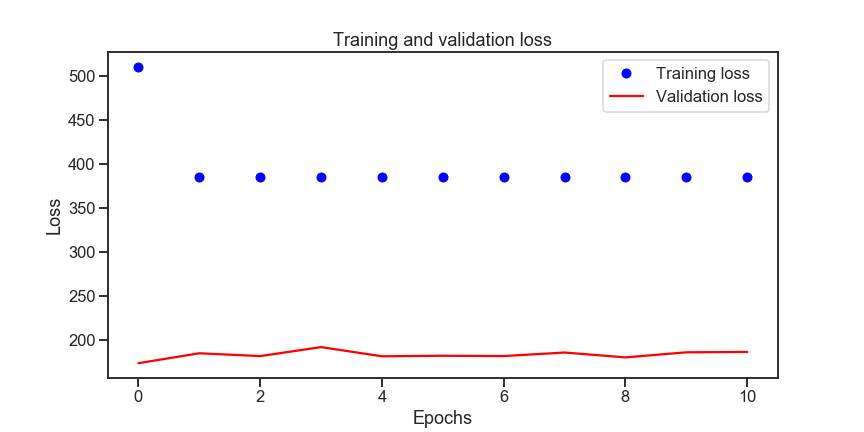 Training and validation loss
Training loss
Validation loss
500
450
400
350
300
250
200
Loss
0 2 4 6 8 10
Epochs